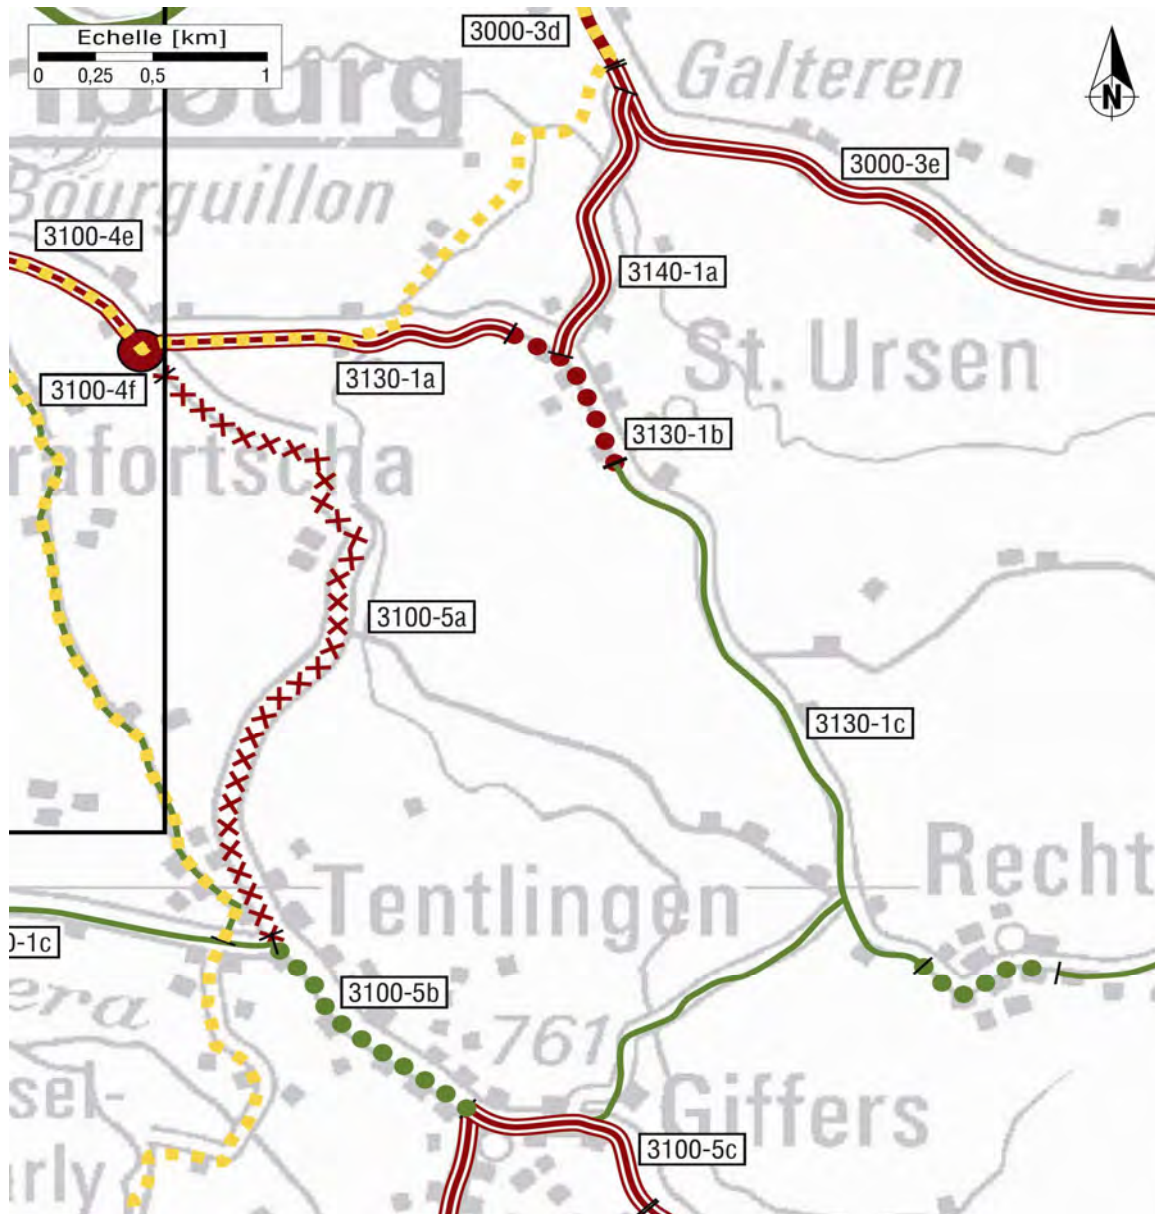 Echelle [km]
0 0,25 0,5 1
3000-3d
Galteren
N
Bourguillon
3000-3e
3100-4e
3140-1a
St. Ursen
3130-1a
3100-4f
3130-1b
3100-5a
3130-1c
Recht
Tentlingen
0-1c
3100-5b
761
Giffers
3100-5c